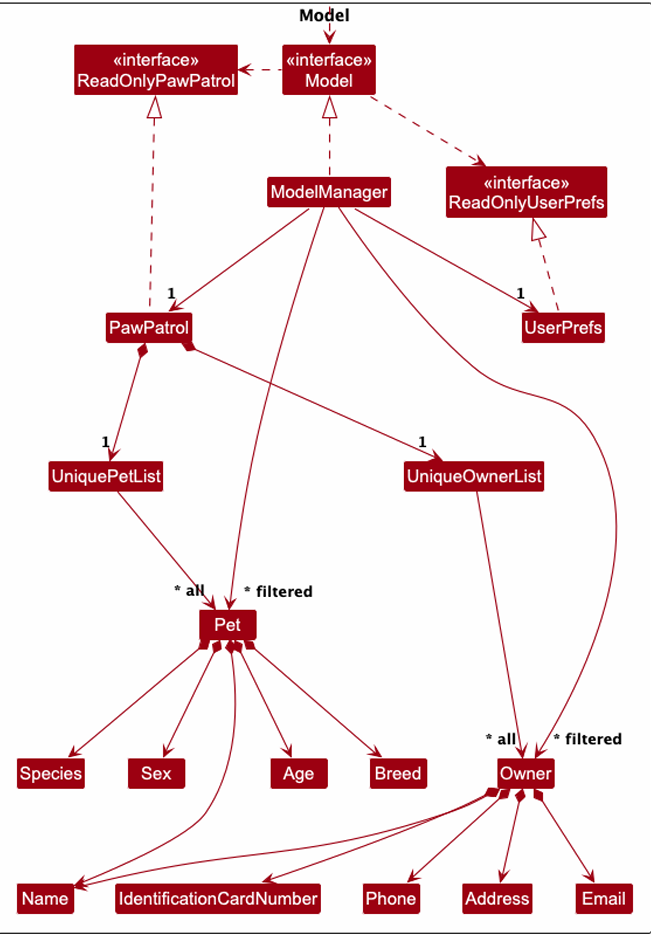 Model
«interface»
ReadOnlyPawPatrol
«interface»
Model
ModelManager
«interface»
ReadOnlyUserPrefs
1
1
PawPatrol
UserPrefs
1
1
UniquePetList
UniqueOwnerList
* all
* filtered
Pet
* all
* filtered
Species
Sex
Age
Breed
Owner
Name
IdentificationCardNumber
Phone
Address
Email